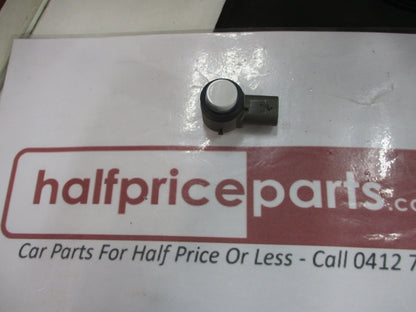 halfpriceparts.co
Car Parts For Half Price Or Less - Call 0412 7